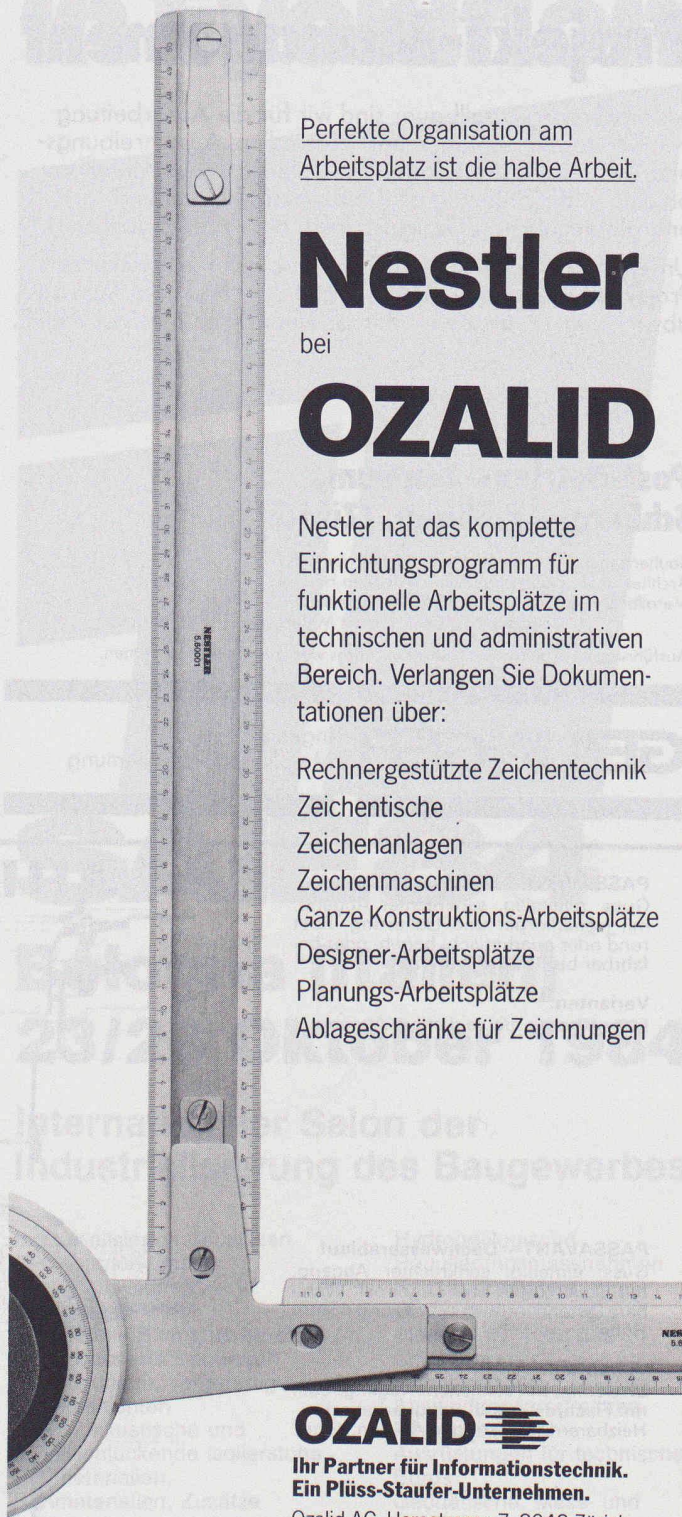 Perfekte Organisation am
Arbeitsplatz ist die halbe Arbeit.
Nestler
bei
OZALID
Nestler hat das komplette
Einrichtungsprogramm für
funktionelle Arbeitsplätze im
technischen und administrativen
Bereich. Verlangen Sie Dokumen-
tationen über:
Rechnergestützte Zeichentechnik
Zeichentische
Zeichenanlagen
Zeichenmaschinen
Ganze Konstruktions-Arbeitsplätze
Designer-Arbeitsplätze
Planungs-Arbeitsplätze
Ablageschränke für Zeichnungen
NESTLER
5.60001
OZALID
Ihr Partner für Informationstechnik.
Ein Plüss-Staufer-Unternehmen.